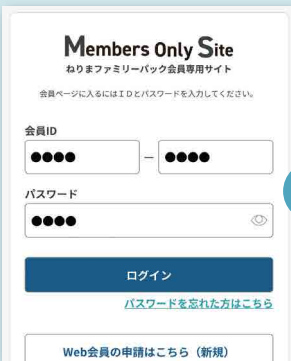 Members Only Site
ねりまファミリーパック会員専用サイト
会員ページに入るにはIDとパスワードを入力してください。
会員ID
●●●● － ●●●●
パスワード
●●●●
ログイン
パスワードを忘れた方はこちら
Web会員の申請はこちら（新規）